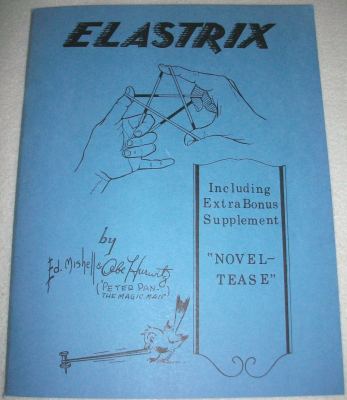 ELASTRIX
Including
Extra Bonus
Supplement
"NOVEL-
TEASE"
by
Ed. Mishell & Abe Hurwitz
("PETER PAN-
THE MAGIC MAN")